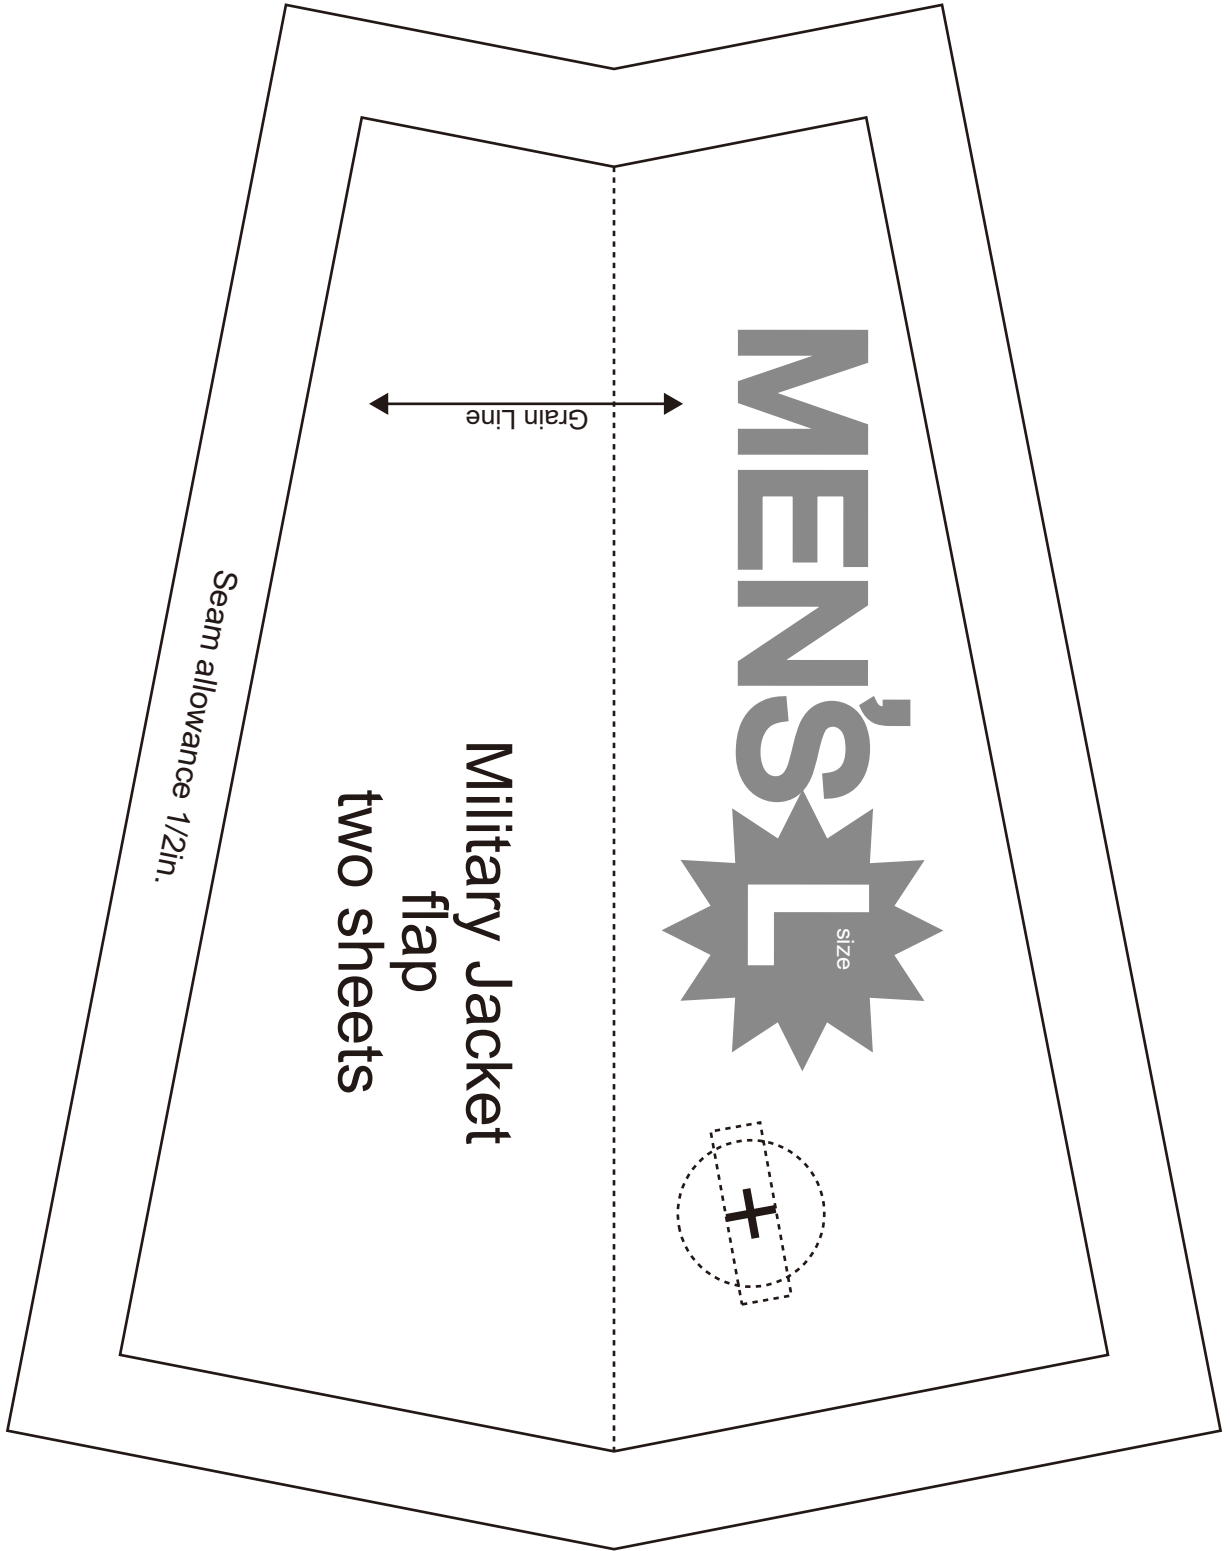 MEN'S
L
size
Military Jacket
flap
two sheets
Grain Line
Seam allowance 1/2in.